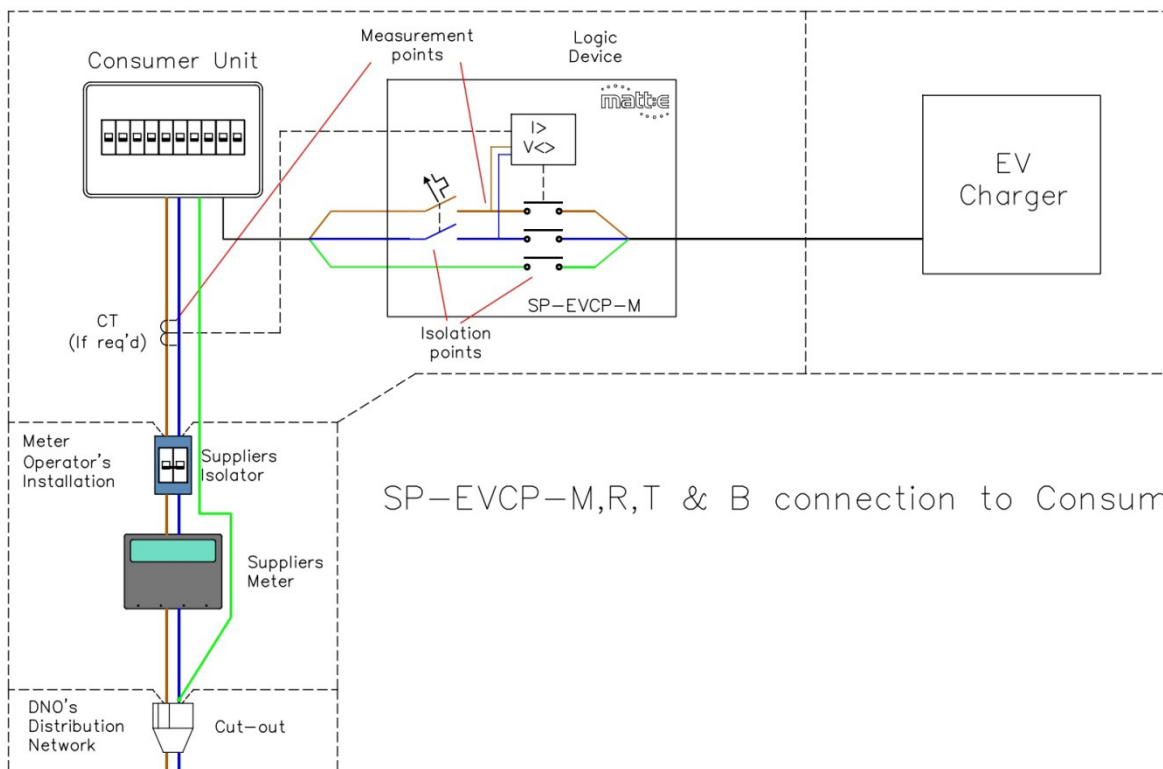 Consumer Unit
Measurement
points
Logic
Device
matt:e
I>
V<>
EV
Charger
SP-EVCP-M
Isolation
points
CT
(If req'd)
Meter
Operator's
Installation
Suppliers
Isolator
SP-EVCP-M,R,T & B connection to Consum
Suppliers
Meter
DNO's
Distribution
Network
Cut-out